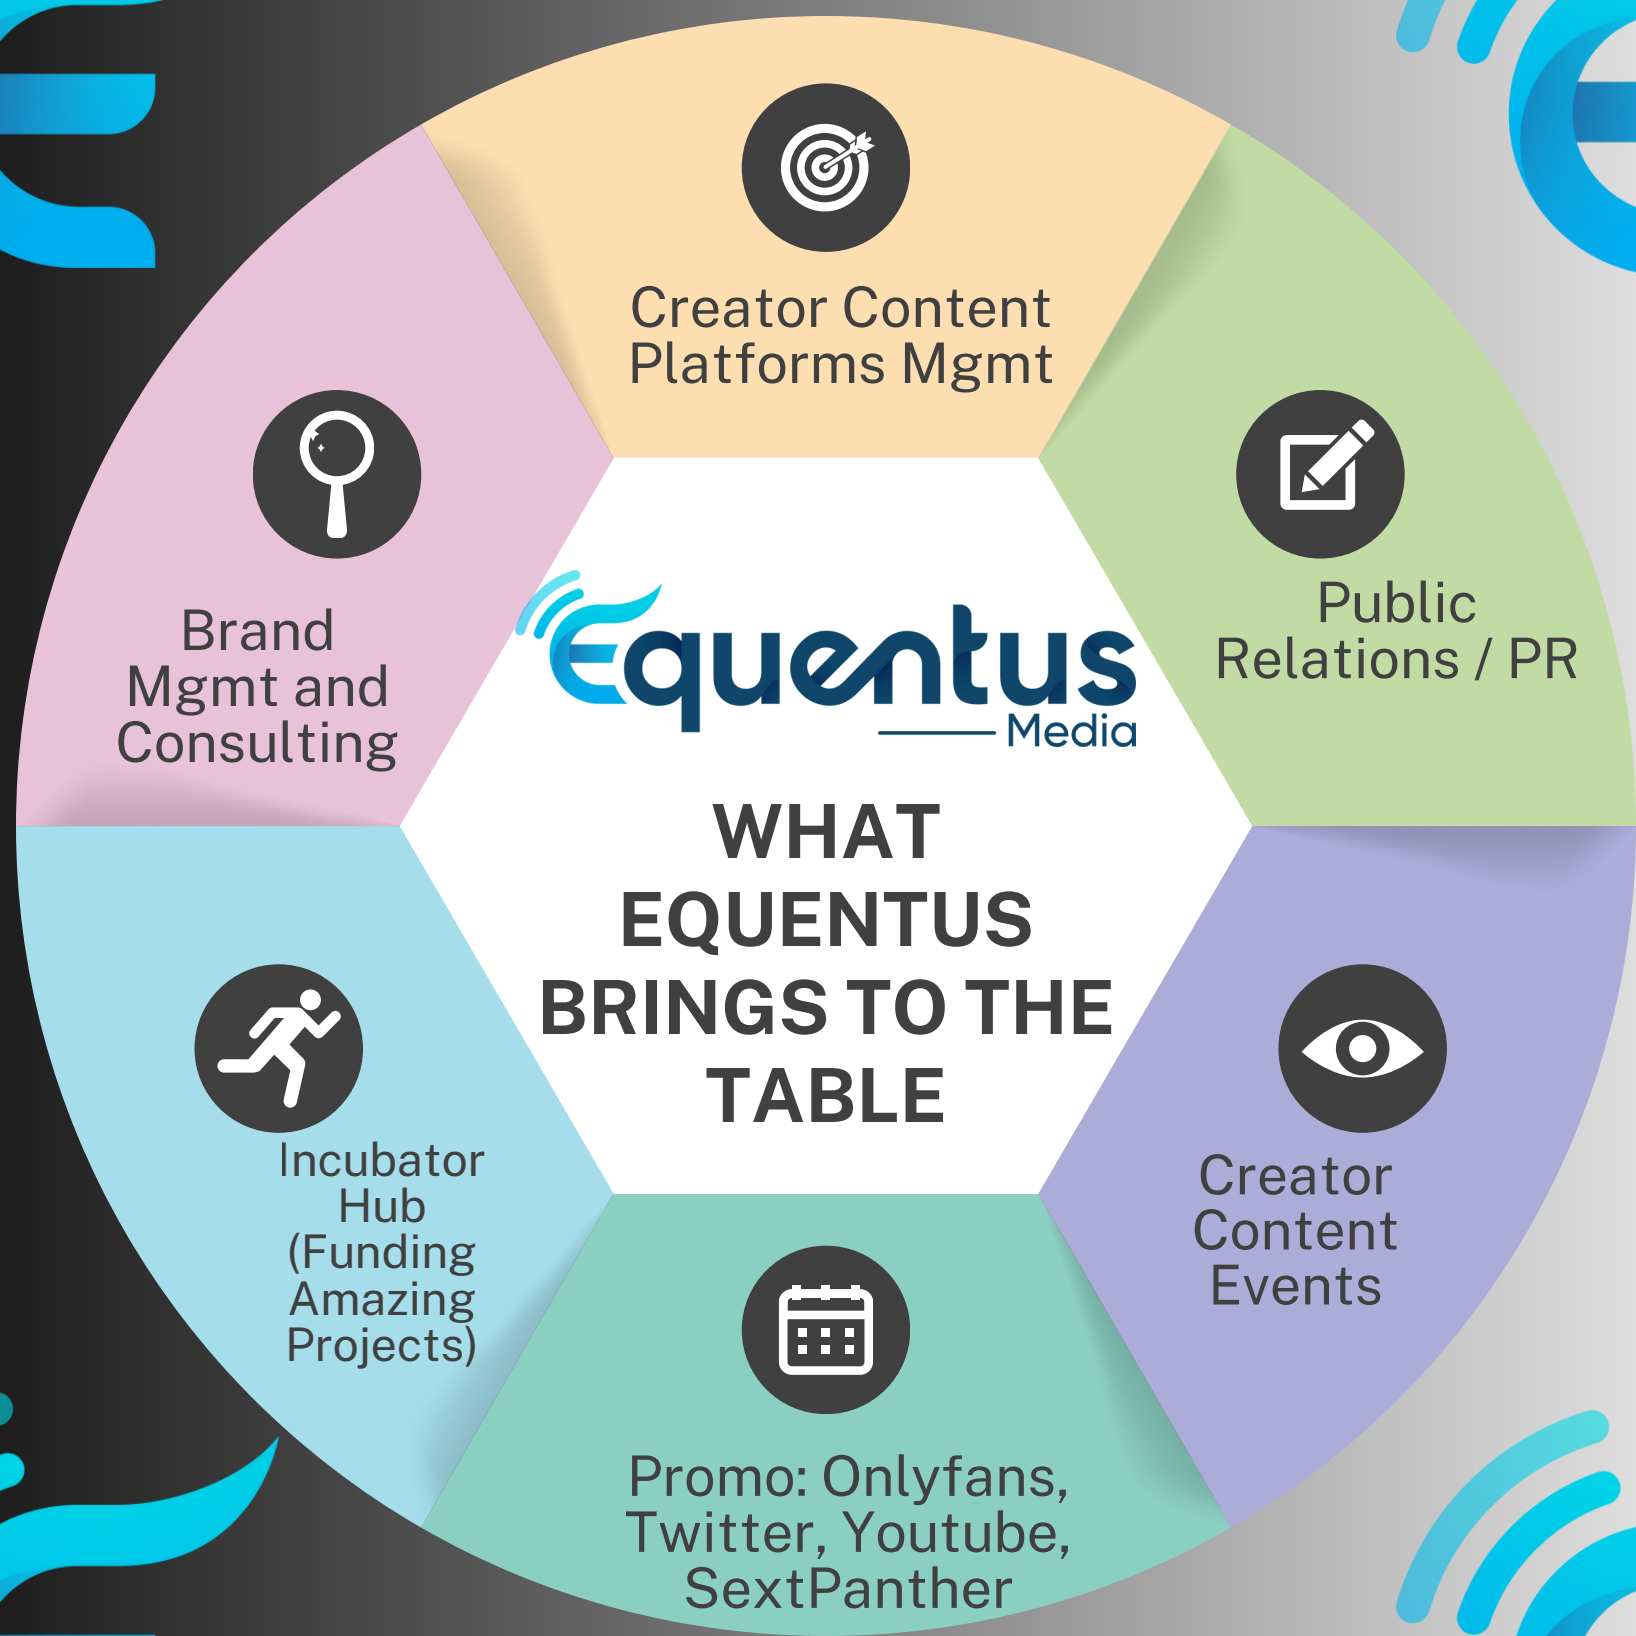 Creator Content
Platforms Mgmt
Public
Relations / PR
Creator
Content
Events
Promo: Onlyfans,
Twitter, Youtube,
SextPanther
Incubator
Hub
(Funding
Amazing
Projects)
Brand
Mgmt and
Consulting
Equentus
Media
WHAT
EQUENTUS
BRINGS TO THE
TABLE